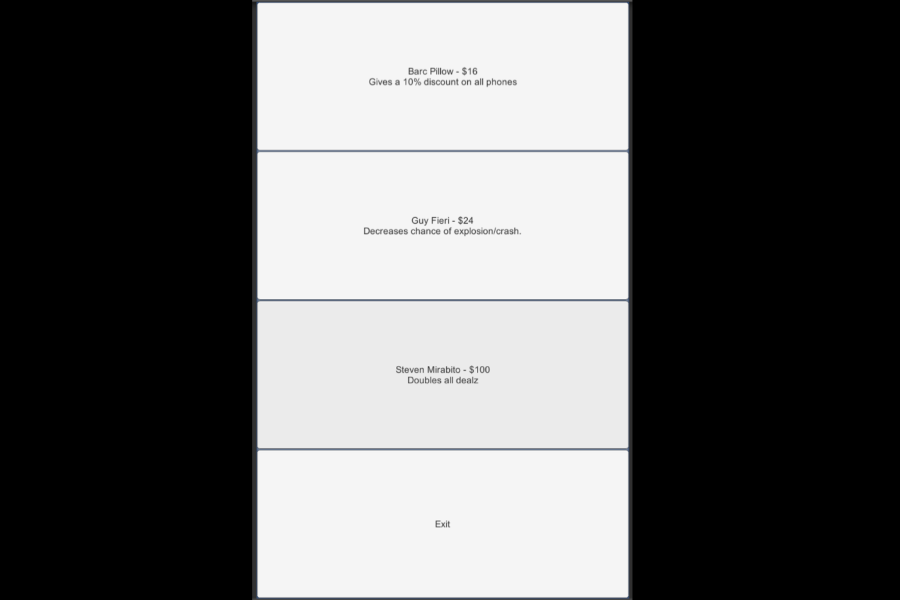 Barc Pillow - $16
Gives a 10% discount on all phones
Guy Fieri - $24
Decreases chance of explosion/crash.
Steven Mirabito - $100
Doubles all dealz
Exit